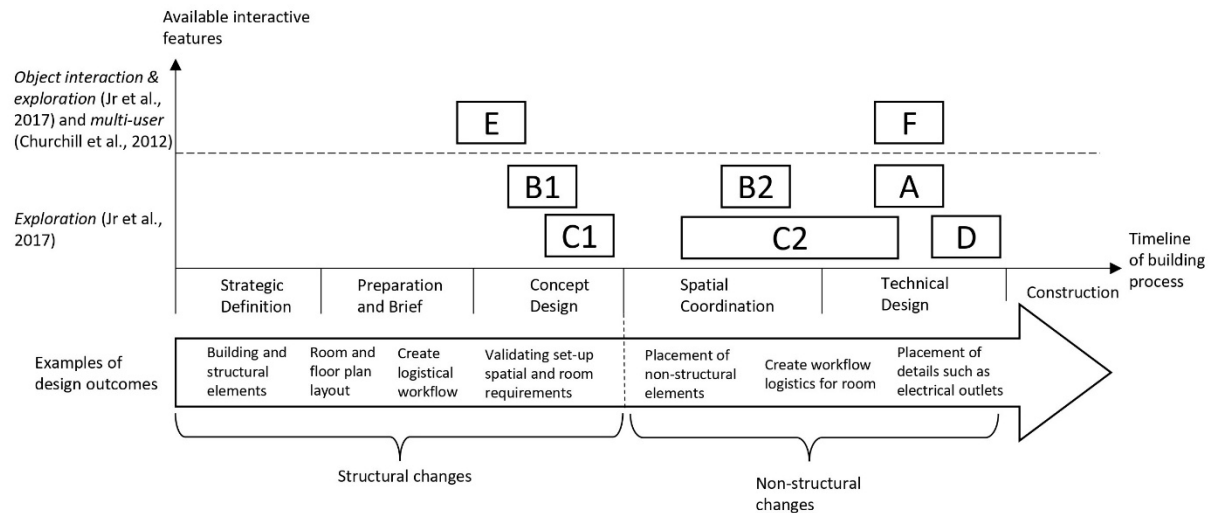 Available interactive
features
Object interaction &
exploration (Jr et al.,
2017) and multi-user
(Churchill et al., 2012)
E
F
B1
B2
A
Exploration (Jr et al.,
2017)
C1
C2
D
Timeline
of building
process
Strategic
Definition
Preparation
and Brief
Concept
Design
Spatial
Coordination
Technical
Design
Construction
Examples of
design outcomes
Building and
structural
elements
Room and
floor plan
layout
Create
logistical
workflow
Validating set-up
spatial and room
requirements
Placement of
non-structural
elements
Create workflow
logistics for room
Placement of
details such as
electrical outlets
Structural changes
Non-structural
changes